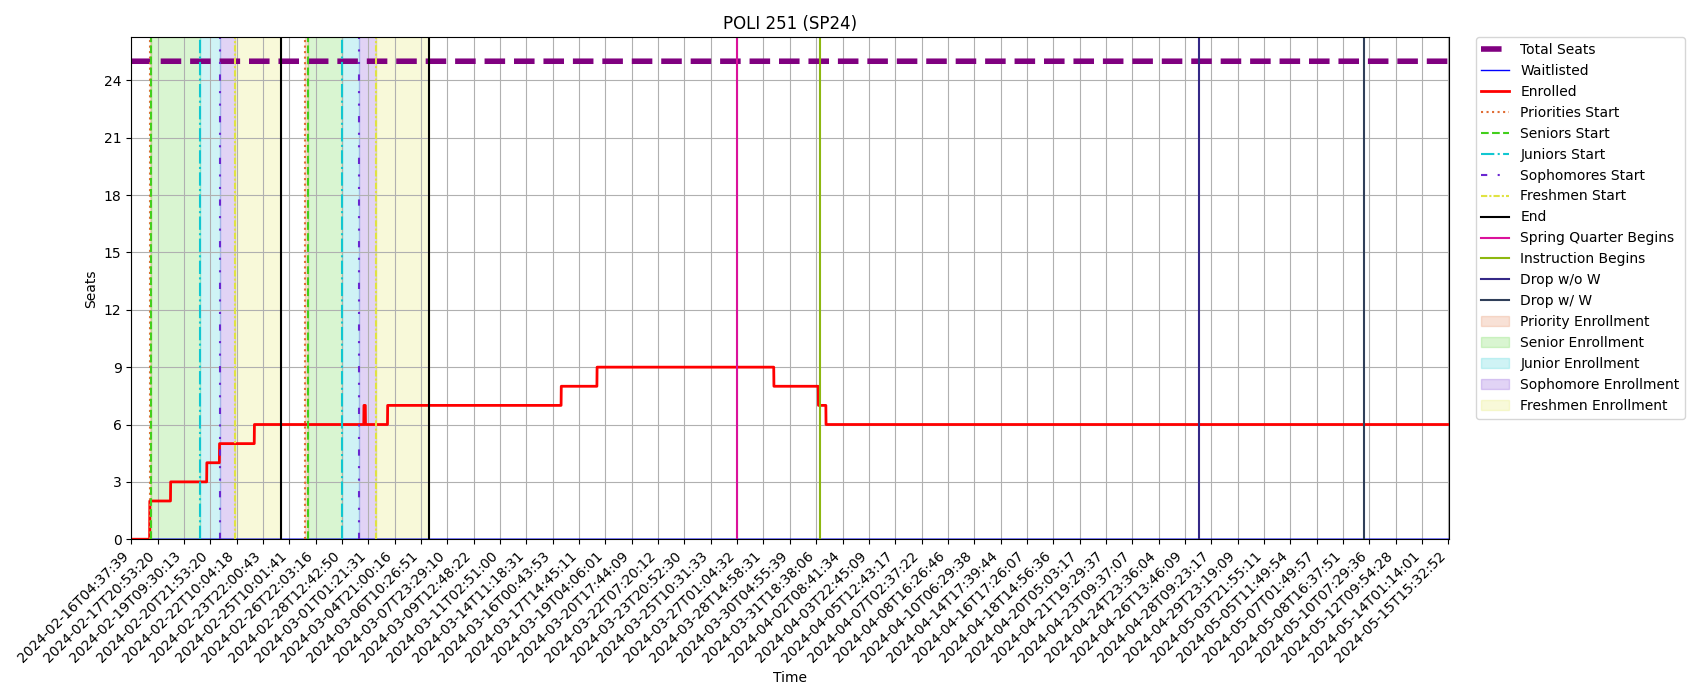 POLI 251 (SP24)
Seats
24
21
18
15
12
9
6
3
0
2024-02-16T04:37:39
2024-02-17T20:53:20
2024-02-19T09:30:13
2024-02-20T21:53:20
2024-02-22T10:04:18
2024-02-23T22:00:43
2024-02-25T10:01:41
2024-02-26T22:03:16
2024-02-28T12:42:50
2024-03-01T01:21:31
2024-03-04T21:00:16
2024-03-06T10:26:51
2024-03-07T23:29:10
2024-03-09T12:48:22
2024-03-11T02:51:00
2024-03-14T11:18:31
2024-03-16T00:43:53
2024-03-17T14:45:11
2024-03-19T04:06:01
2024-03-20T17:44:09
2024-03-22T07:20:12
2024-03-23T20:52:30
2024-03-25T10:31:33
2024-03-27T01:04:32
2024-03-28T14:58:31
2024-03-30T04:55:39
2024-03-31T18:38:06
2024-04-02T08:41:34
2024-04-03T22:45:09
2024-04-05T12:43:17
2024-04-07T02:37:22
2024-04-08T16:26:46
2024-04-10T06:29:38
2024-04-14T17:39:44
2024-04-16T17:26:07
2024-04-18T14:56:36
2024-04-20T05:03:17
2024-04-21T19:29:37
2024-04-23T09:37:07
2024-04-24T23:36:04
2024-04-26T13:46:09
2024-04-28T09:23:17
2024-04-29T23:19:09
2024-05-03T21:55:11
2024-05-05T11:49:54
2024-05-07T01:49:57
2024-05-08T16:37:51
2024-05-10T07:29:36
2024-05-12T09:54:28
2024-05-14T01:14:01
2024-05-15T15:32:52
Time
Total Seats
Waitlisted
Enrolled
Priorities Start
Seniors Start
Juniors Start
Sophomores Start
Freshmen Start
End
Spring Quarter Begins
Instruction Begins
Drop w/o W
Drop w/ W
Priority Enrollment
Senior Enrollment
Junior Enrollment
Sophomore Enrollment
Freshmen Enrollment